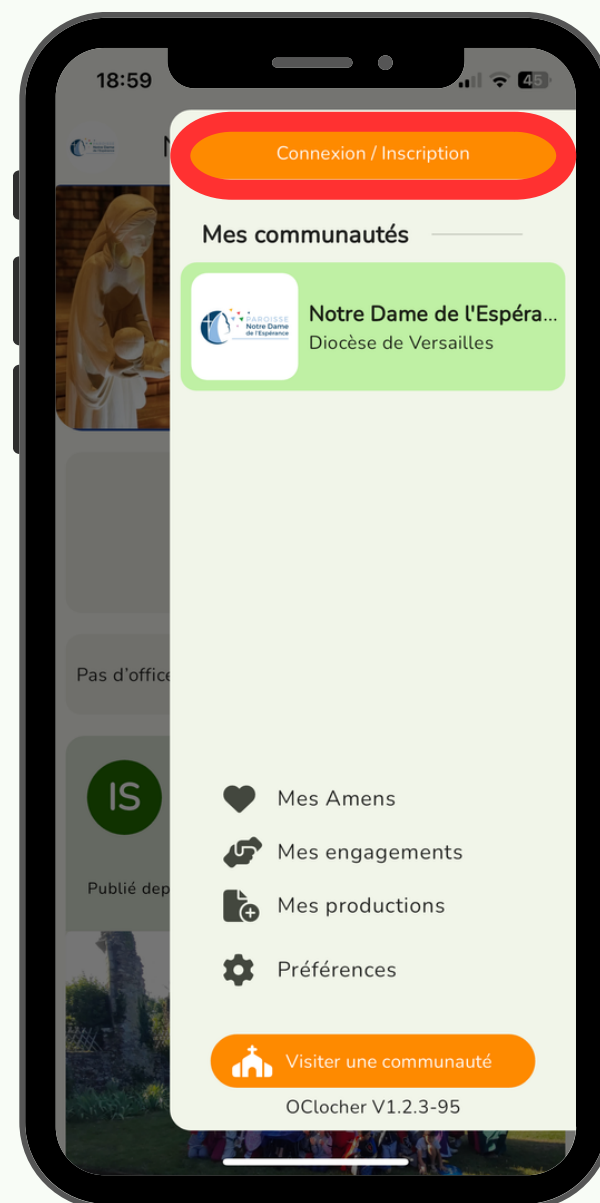 18:59
45
N
Connexion / Inscription
Mes communautés
PAROISSE
Notre Dame
de l'Espérance
Notre Dame de l'Espéra...
Diocèse de Versailles
Pas d'office
IS
Publié dep
Mes Amens
Mes engagements
Mes productions
Préférences
Visiter une communauté
OClocher V1.2.3-95